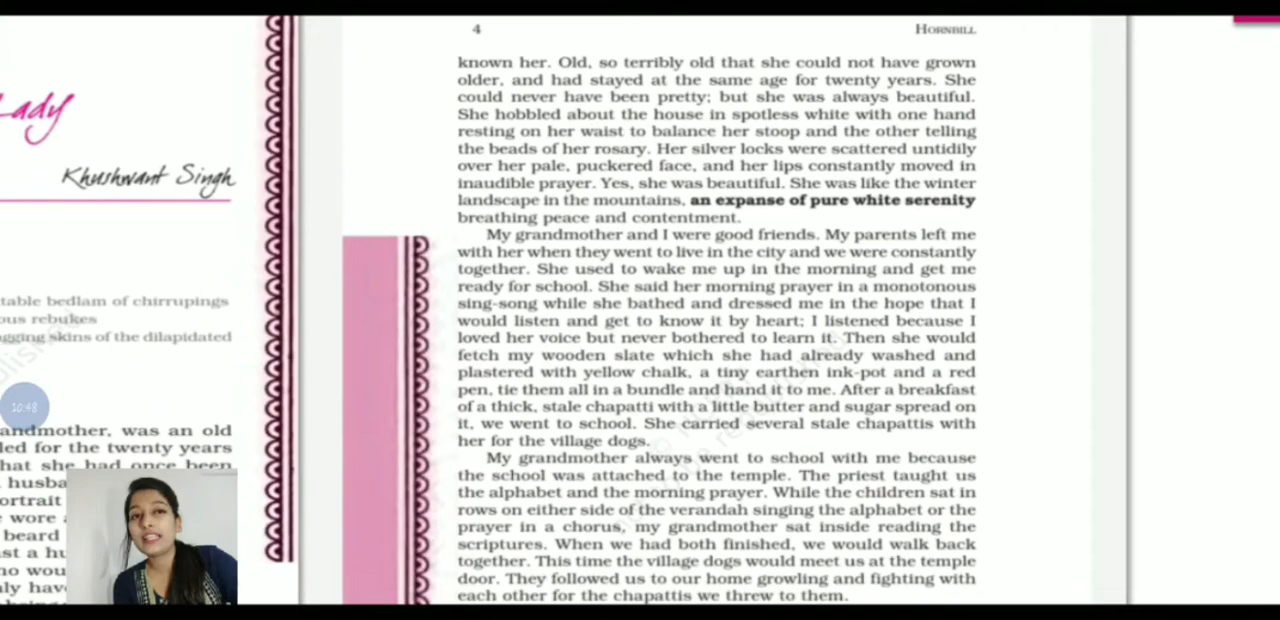 Lady
Khushwant Singh
table bedlam of chirrupings
ous rebukes
gging skins of the dilapidated
10:48
andmother, was an old
led for the twenty years
hat she had once been
husba
ortrait
wore
beard
ast a hu
no wou
ly have
4 HORNBILL
known her. Old, so terribly old that she could not have grown
older, and had stayed at the same age for twenty years. She
could never have been pretty; but she was always beautiful.
She hobbled about the house in spotless white with one hand
resting on her waist to balance her stoop and the other telling
the beads of her rosary. Her silver locks were scattered untidily
over her pale, puckered face, and her lips constantly moved in
inaudible prayer. Yes, she was beautiful. She was like the winter
landscape in the mountains, an expanse of pure white serenity
breathing peace and contentment.
My grandmother and I were good friends. My parents left me
with her when they went to live in the city and we were constantly
together. She used to wake me up in the morning and get me
ready for school. She said her morning prayer in a monotonous
sing-song while she bathed and dressed me in the hope that I
would listen and get to know it by heart; I listened because I
loved her voice but never bothered to learn it. Then she would
fetch my wooden slate which she had already washed and
plastered with yellow chalk, a tiny earthen ink-pot and a red
pen, tie them all in a bundle and hand it to me. After a breakfast
of a thick, stale chapatti with a little butter and sugar spread on
it, we went to school. She carried several stale chapattis with
her for the village dogs.
My grandmother always went to school with me because
the school was attached to the temple. The priest taught us
the alphabet and the morning prayer. While the children sat in
rows on either side of the verandah singing the alphabet or the
prayer in a chorus, my grandmother sat inside reading the
scriptures. When we had both finished, we would walk back
together. This time the village dogs would meet us at the temple
door. They followed us to our home growling and fighting with
each other for the chapattis we threw to them.